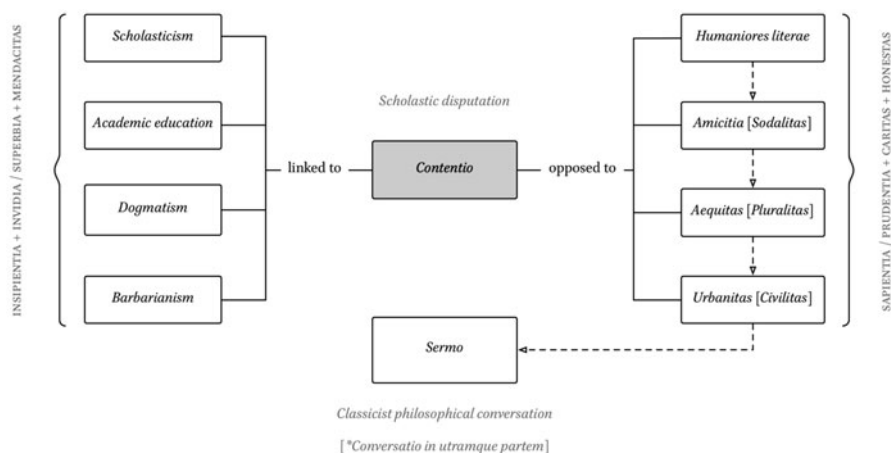 INSIPIENTIA + INVIDIA / SUPERBIA + MENDACITAS
Scholasticism
Academic education
Dogmatism
Barbarianism
linked to
Scholastic disputation
Contentio
opposed to
Humaniores literae
Amicitia [Sodalitas]
Aequitas [Pluralitas]
Urbanitas [Civilitas]
SAPIENTIA / PRUDENTIA + CARITAS + HONESTAS
Sermo
Classicist philosophical conversation
[*Conversatio in utramque partem]